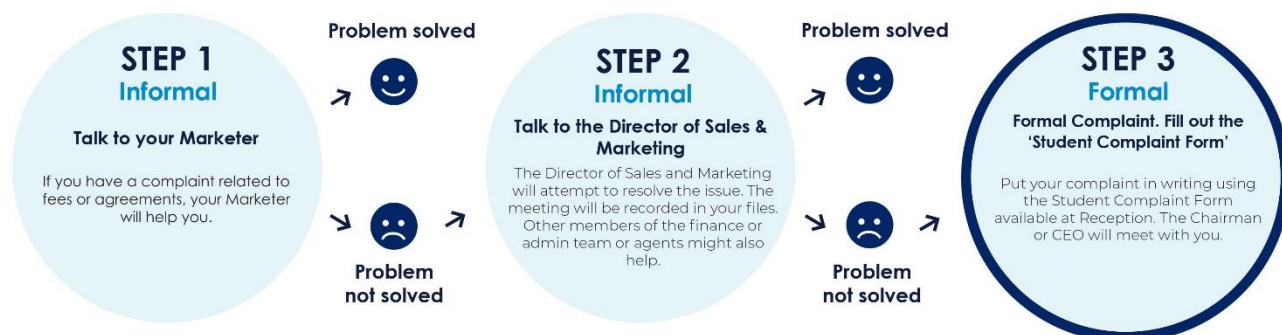 STEP 1
Informal
Talk to your Marketer
If you have a complaint related to
fees or agreements, your Marketer
will help you.
Problem solved
Problem
not solved
STEP 2
Informal
Talk to the Director of Sales &
Marketing
The Director of Sales and Marketing
will attempt to resolve the issue. The
meeting will be recorded in your files.
Other members of the finance or
admin team or agents might also
help.
Problem solved
Problem
not solved
STEP 3
Formal
Formal Complaint. Fill out the
‘Student Complaint Form’
Put your complaint in writing using
the Student Complaint Form
available at Reception. The Chairman
or CEO will meet with you.